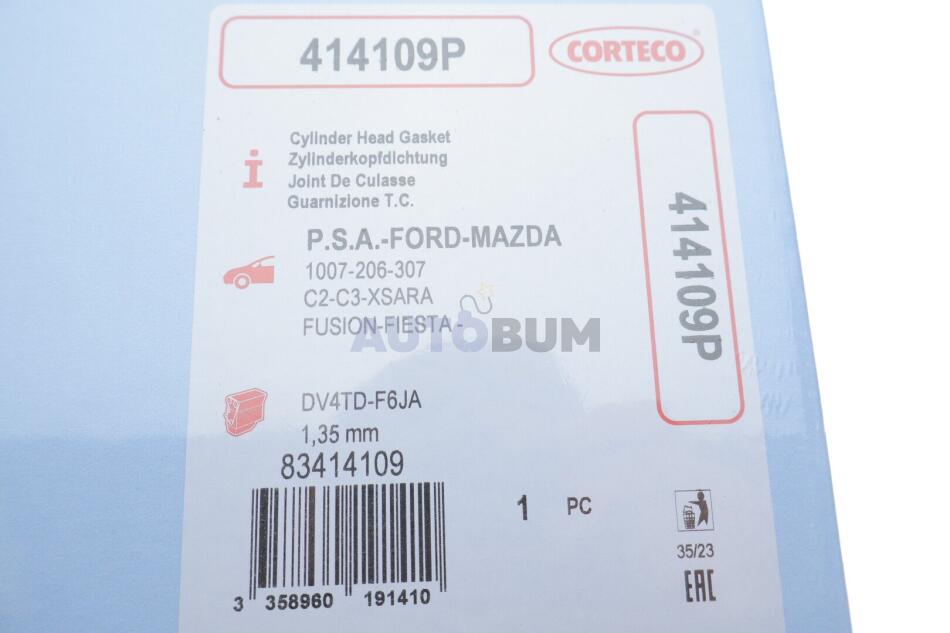 414109P
CORTECO®
Cylinder Head Gasket
Zylinderkopfdichtung
Joint De Culasse
Guarnizione T.C.
P.S.A.-FORD-MAZDA
1007-206-307
C2-C3-XSARA
FUSION-FIESTA -
AUTOBUM
414109P
DV4TD-F6JA
1,35 mm
83414109
1 PC
35/23
EAC
3 358960 191410